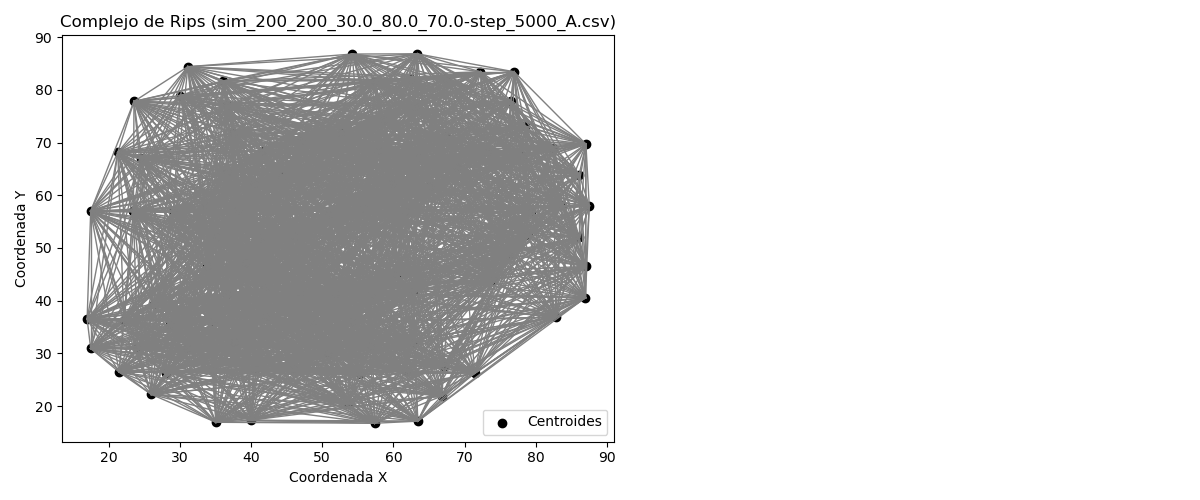 Complejo de Rips (sim_200_200_30.0_80.0_70.0-step_5000_A.csv)
90
80
70
60
50
40
30
20
Coordenada Y
Centroides
20 30 40 50 60 70 80 90
Coordenada X